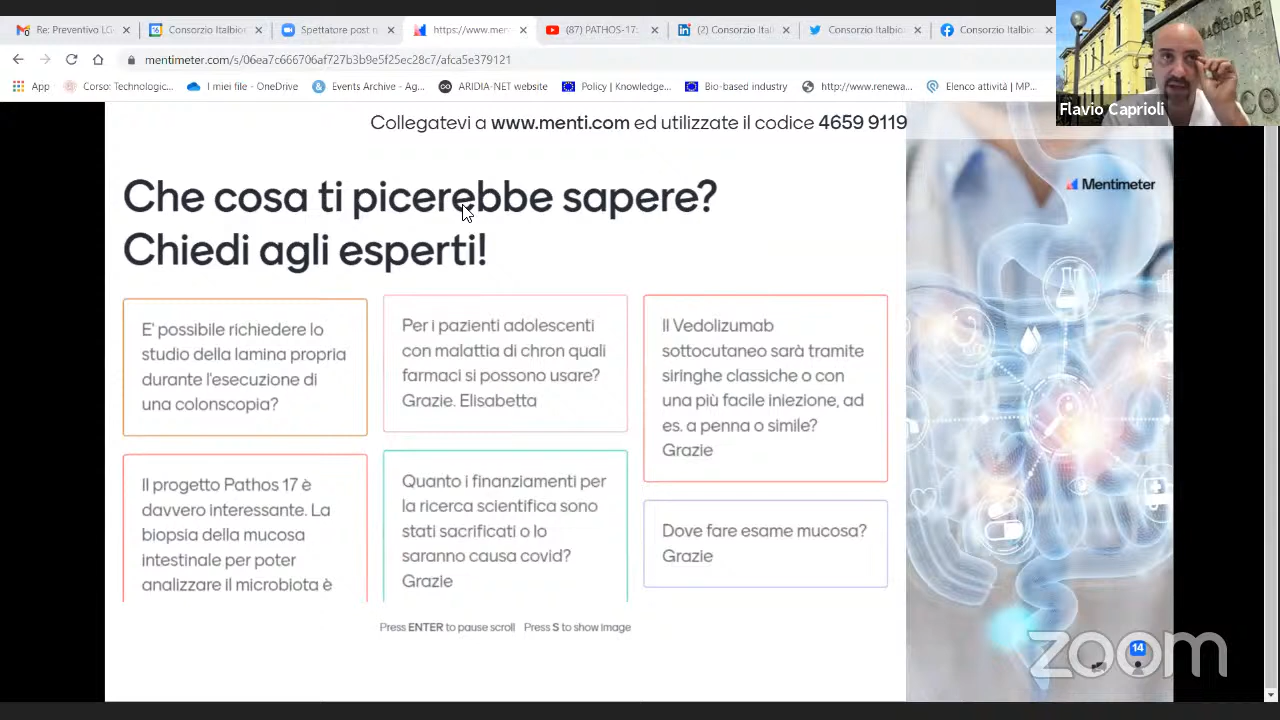 Re: Preventivo LG
Consorzio Italbio
Spettatore post
https://www.men
(87) PATHOS-17:
(2) Consorzio Ital
Consorzio Italbio
Consorzio
mentimeter.com/s/06ea7c666706af727b3b9e5f25ec28c7/afca5e379121
App
Corso: Technologic...
I miei file - OneDrive
Events Archive - Ag...
ARIDIA-NET website
Policy | Knowledge...
Bio-based industry
http://www.renewa...
Elenco attività | MP...
MAGGIORE
CO
Flavio Caprioli
Collegatevi a www.menti.com ed utilizzate il codice 4659 9119
Mentimeter
Che cosa ti picerebbe sapere?
Chiedi agli esperti!
E' possibile richiedere lo
studio della lamina propria
durante l'esecuzione di
una colonscopia?
Per i pazienti adolescenti
con malattia di chron quali
farmaci si possono usare?
Grazie. Elisabetta
Il Vedolizumab
sottocutaneo sarà tramite
siringhe classiche o con
una più facile iniezione, ad
es. a penna o simile?
Grazie
Il progetto Pathos 17 è
davvero interessante. La
biopsia della mucosa
intestinale per poter
analizzare il microbiota è
Quanto i finanziamenti per
la ricerca scientifica sono
stati sacrificati o lo
saranno causa covid?
Grazie
Dove fare esame mucosa?
Grazie
Press ENTER to pause scroll Press S to show image
14
zoom